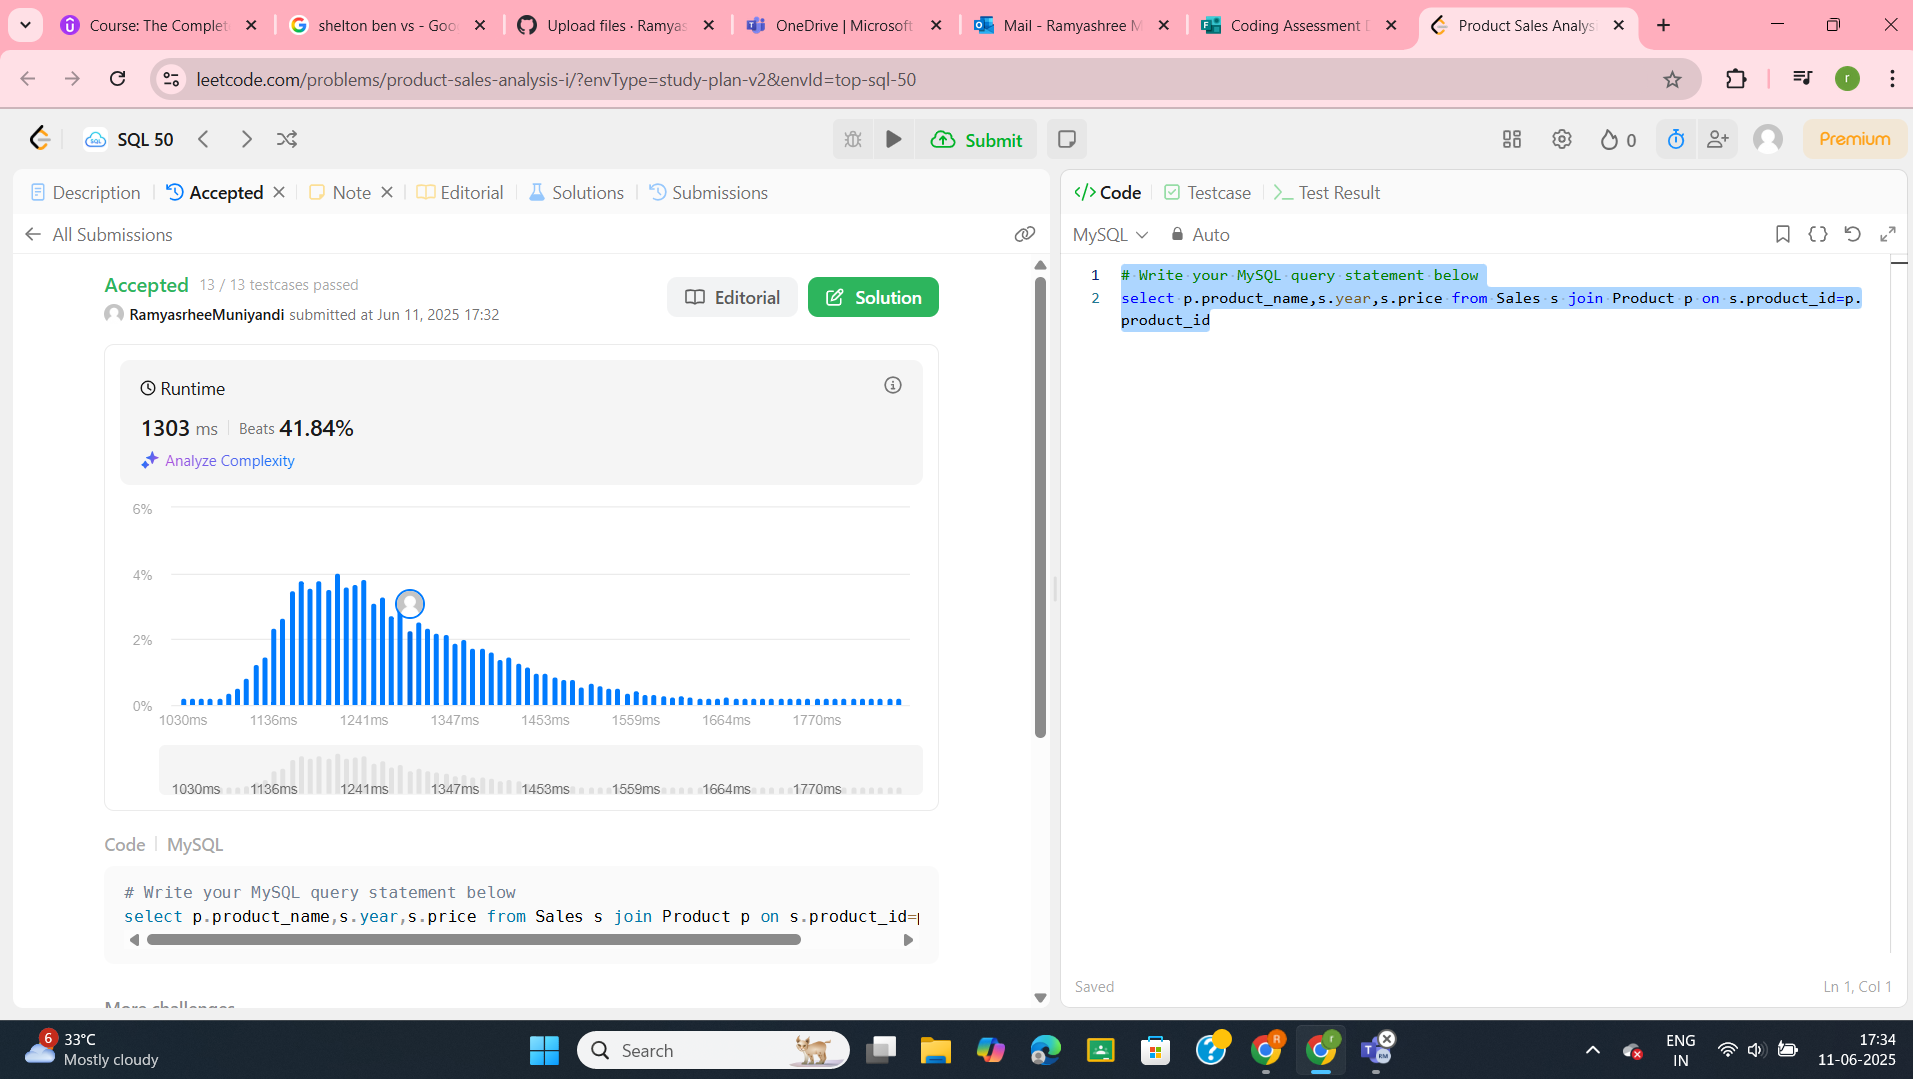 Course: The Complet
shelton ben vs - Goo
Upload files · Ramyas
OneDrive | Microsoft
Mail - Ramyashree M
Coding Assessment
Product Sales Analys
leetcode.com/problems/product-sales-analysis-i/?envType=study-plan-v2&envId=top-sql-50
r
SQL 50
Submit
0
Premium
Description
Accepted
Note
Editorial
Solutions
Submissions
All Submissions
Accepted 13 / 13 testcases passed
RamyasrheeMuniyandi submitted at Jun 11, 2025 17:32
Editorial
Solution
Runtime
1303 ms Beats 41.84%
Analyze Complexity
6%
4%
2%
0%
1030ms 1136ms 1241ms 1347ms 1453ms 1559ms 1664ms 1770ms
1030ms 1136ms 1241ms 1347ms 1453ms 1559ms 1664ms 1770ms
Code MySQL
# Write your MySQL query statement below
select p.product_name,s.year,s.price from Sales s join Product p on s.product_id=p
More challenges
</> Code
Testcase
Test Result
MySQL Auto
1 # Write your MySQL query statement below
2 select p.product_name,s.year,s.price from Sales s join Product p on s.product_id=p.
product_id
Saved
Ln 1, Col 1
6
33°C
Mostly cloudy
Search
R
r
RM
ENG
IN
17:34
11-06-2025